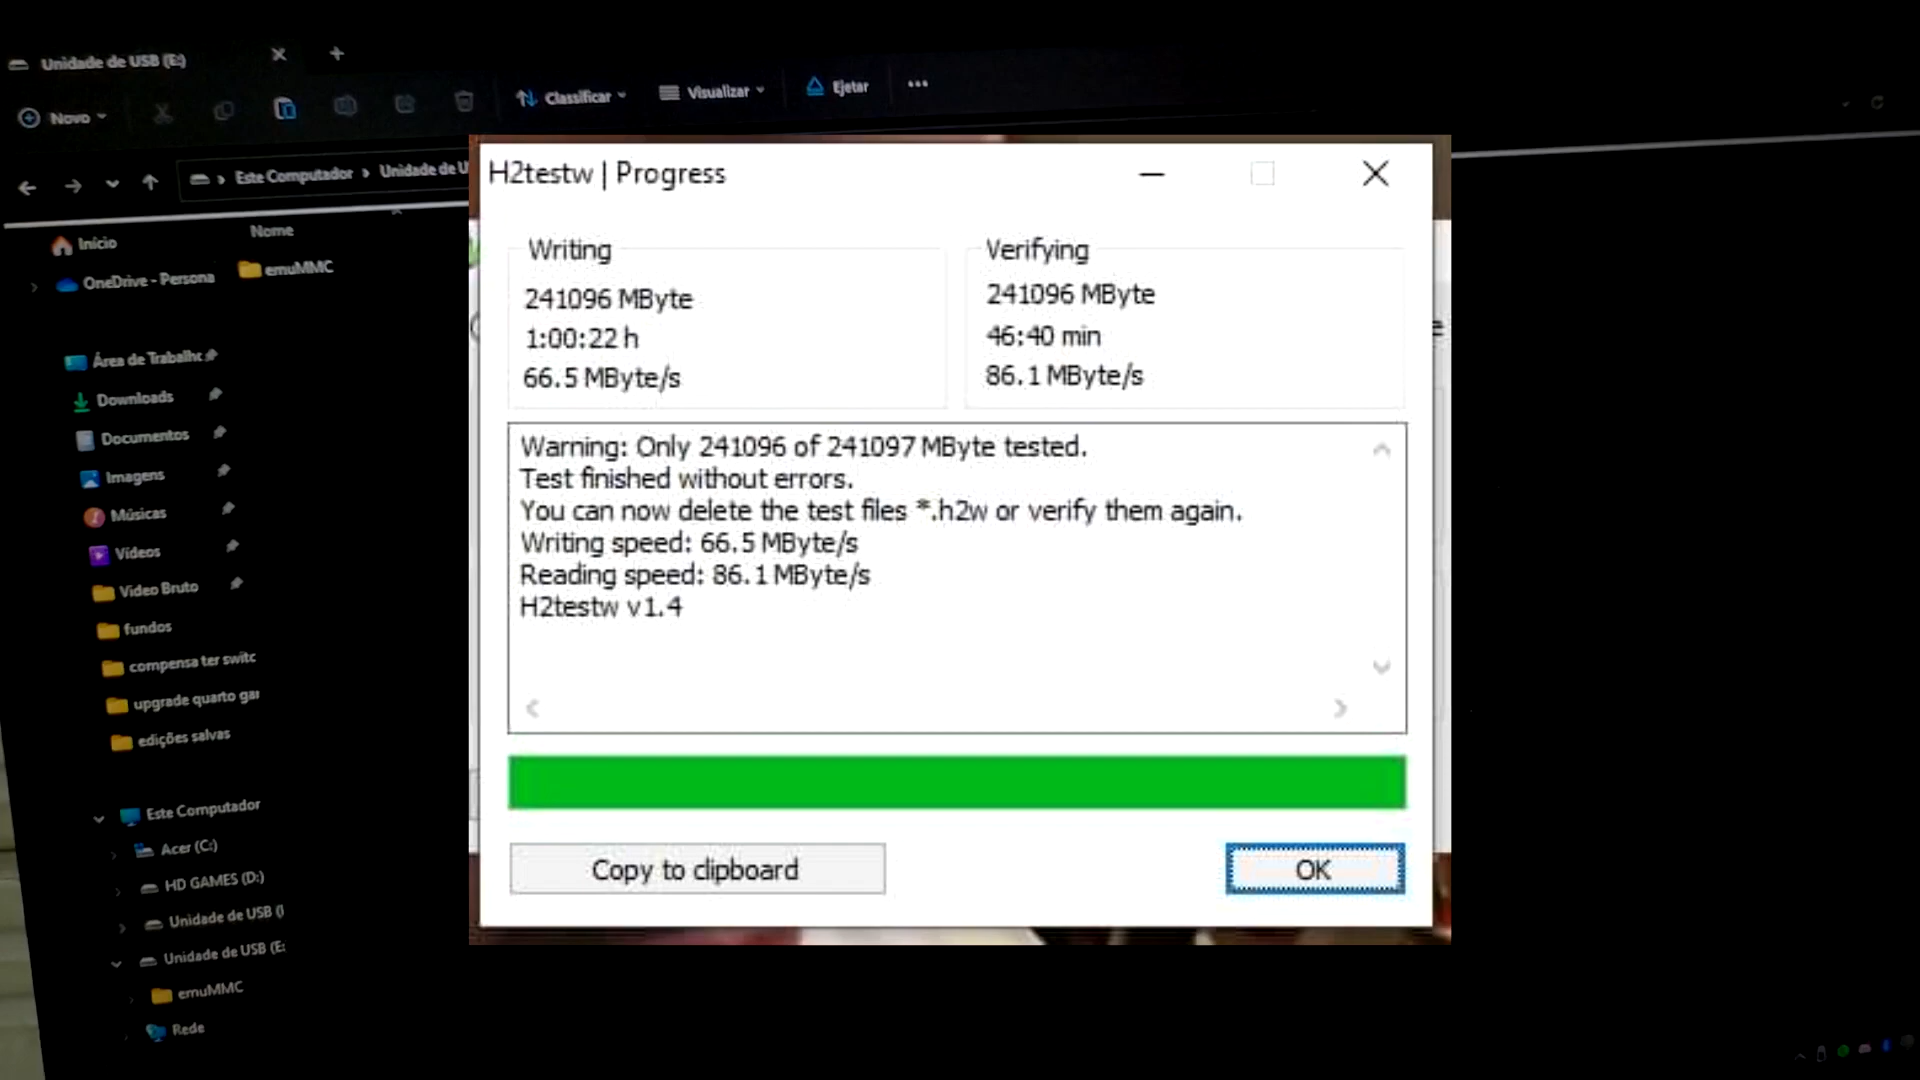 Unidade de USB (E:)
Novo
Classificar
Visualizar
Ejetar
Este Computador
Unidade de U
Nome
Início
emuMMC
OneDrive - Persona
Área de Trabalho
Downloads
Documentos
Imagens
Músicas
Vídeos
Video Bruto
fundos
compensa ter switc
upgrade quarto gar
edições salvas
Este Computador
Acer (C:)
HD GAMES (D:)
Unidade de USB (
Unidade de USB (E:
emuMMC
Rede
H2testw | Progress
Writing
241096 MByte
1:00:22 h
66.5 MByte/s
Verifying
241096 MByte
46:40 min
86.1 MByte/s
Warning: Only 241096 of 241097 MByte tested.
Test finished without errors.
You can now delete the test files *.h2w or verify them again.
Writing speed: 66.5 MByte/s
Reading speed: 86.1 MByte/s
H2testw v1.4
Copy to clipboard
OK